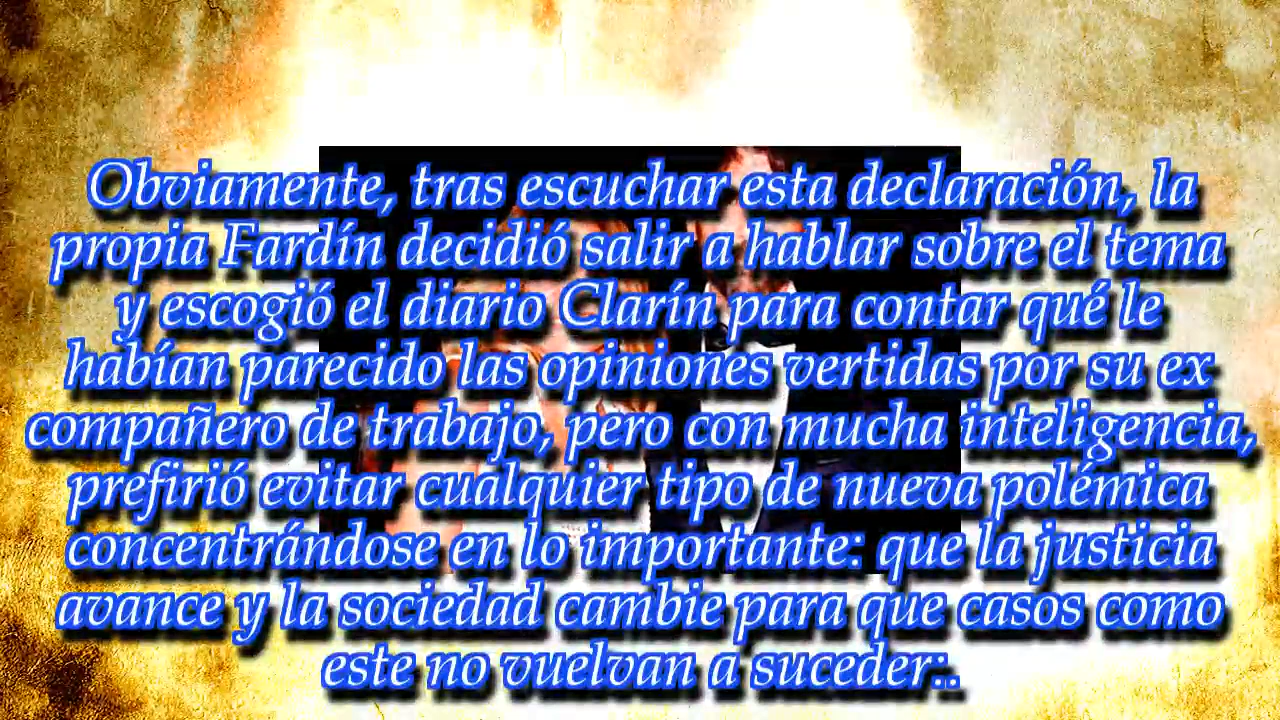 Obviamente, tras escuchar esta declaración, la
propia Fardín decidió salir a hablar sobre el tema
y escogió el diario Clarín para contar qué le
habían parecido las opiniones vertidas por su ex
compañero de trabajo, pero con mucha inteligencia,
prefirió evitar cualquier tipo de nueva polémica
concentrándose en lo importante: que la justicia
avance y la sociedad cambie para que casos como
este no vuelvan a suceder:.